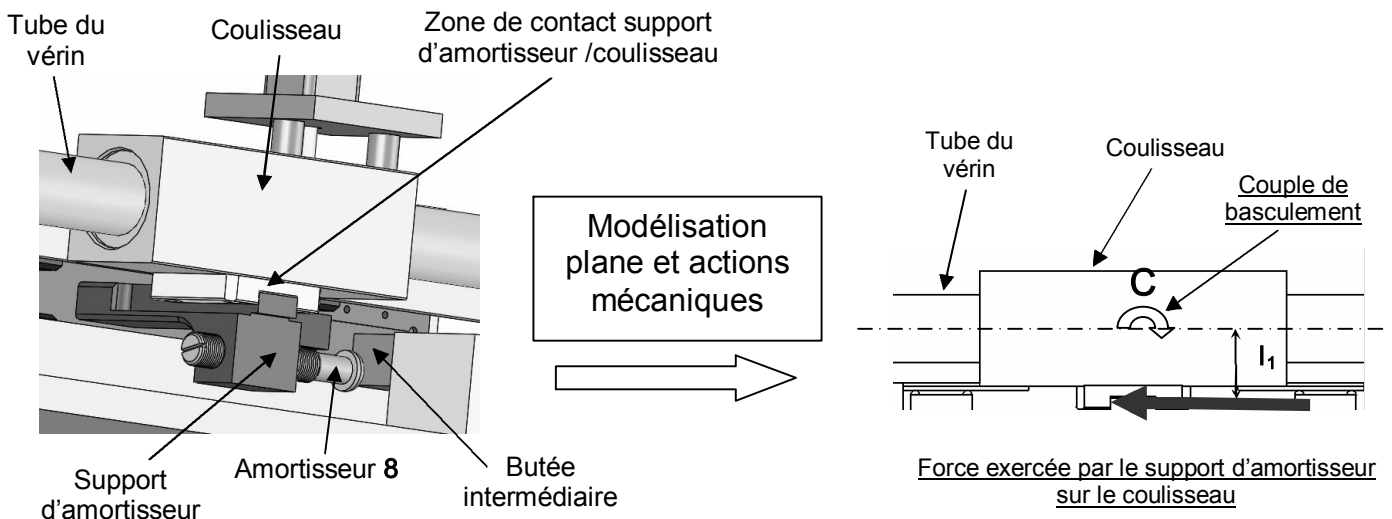 Tube du
vérin
Coulisseau
Zone de contact support
d’amortisseur /coulisseau
Support
d’amortisseur
Amortisseur 8
Butée
intermédiaire
Modélisation
plane et actions
mécaniques
Tube du
vérin
Coulisseau
Couple de
basculement
C
l₁
Force exercée par le support d’amortisseur
sur le coulisseau